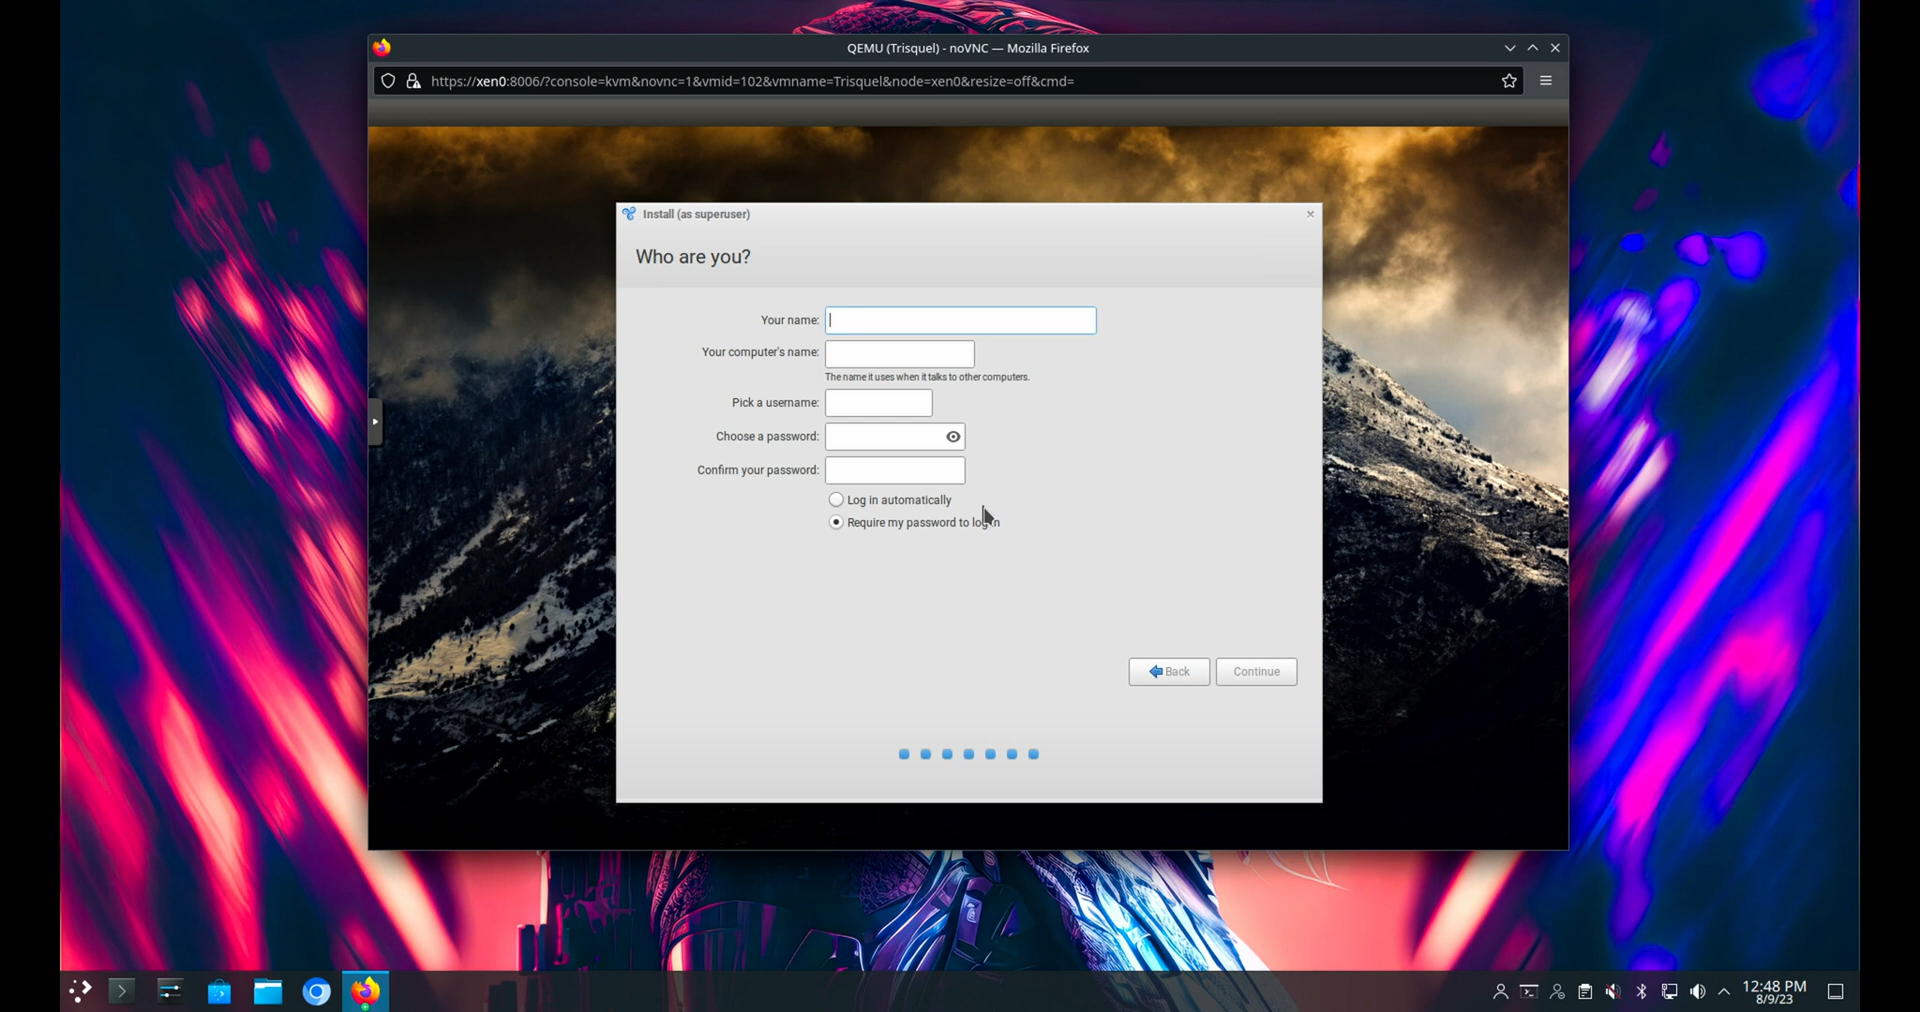 QEMU (Trisquel) - noVNC — Mozilla Firefox
https://xen0:8006/?console=kvm&novnc=1&vmid=102&vmname=Trisquel&node=xen0&resize=off&cmd=
Install (as superuser)
Who are you?
Your name:
Your computer's name:
The name it uses when it talks to other computers.
Pick a username:
Choose a password:
Confirm your password:
Log in automatically
Require my password to log in
Back
Continue
12:48 PM
8/9/23